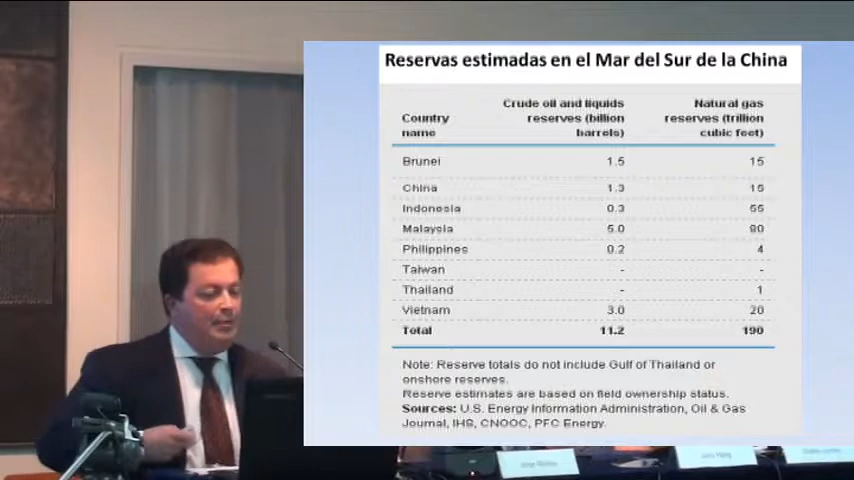 Reservas estimadas en el Mar del Sur de la China
Country name Crude oil and liquids reserves (billion barrels) Natural gas reserves (trillion cubic feet)
Brunei 1.5 15
China 1.3 15
Indonesia 0.3 55
Malaysia 5.0 80
Philippines 0.2 4
Taiwan - -
Thailand - 1
Vietnam 3.0 20
Total 11.2 190
Note: Reserve totals do not include Gulf of Thailand or
onshore reserves.
Reserve estimates are based on field ownership status.
Sources: U.S. Energy Information Administration, Oil & Gas
Journal, IHS, CNOOC, PFC Energy.